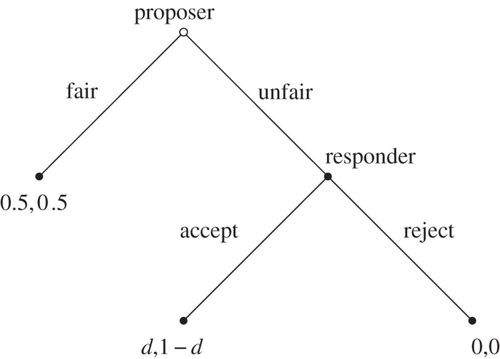 proposer
fair
unfair
responder
0.5, 0.5
accept
reject
d,1 − d
0,0